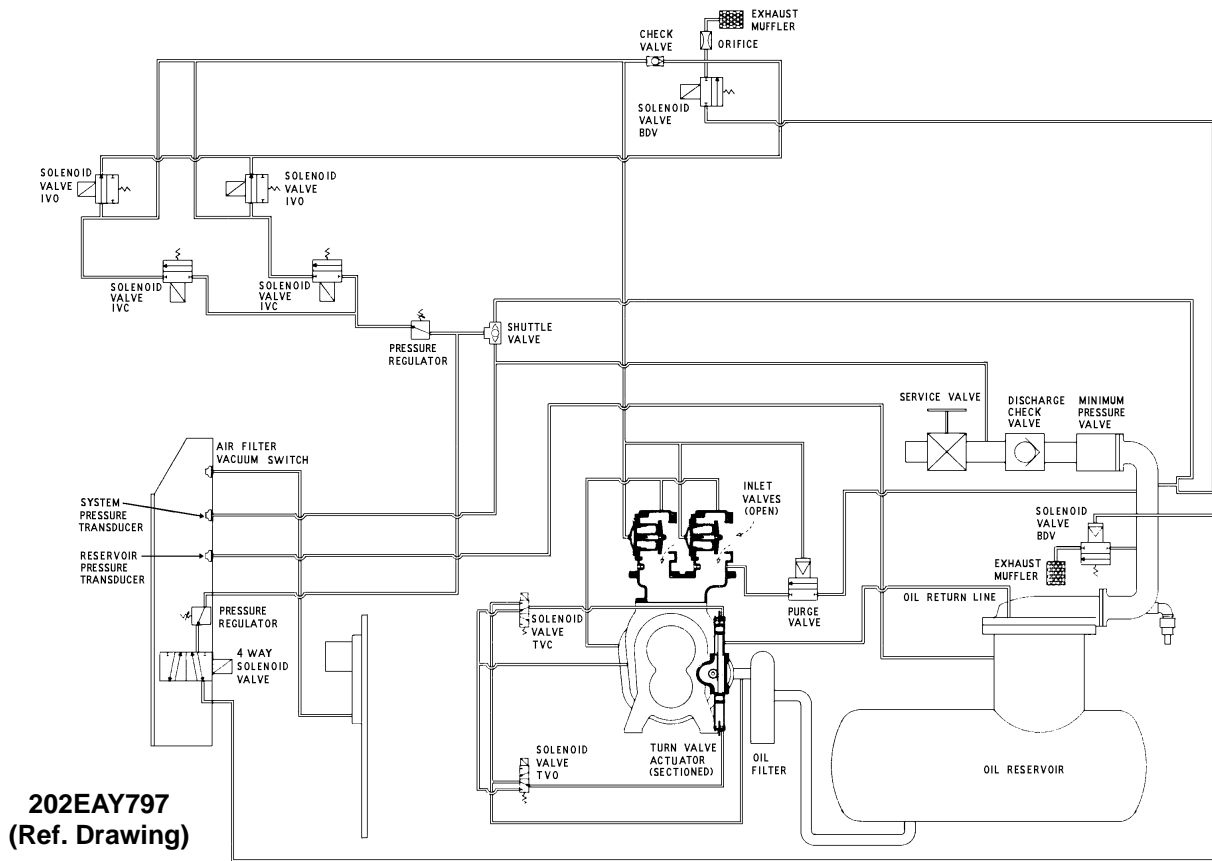 EXHAUST
MUFFLER
CHECK
VALVE
ORIFICE
SOLENOID
VALVE
BDV
SOLENOID
VALVE
IVO
SOLENOID
VALVE
IVO
SOLENOID
VALVE
IVC
SOLENOID
VALVE
IVC
SHUTTLE
VALVE
PRESSURE
REGULATOR
SERVICE VALVE
DISCHARGE
CHECK
VALVE
MINIMUM
PRESSURE
VALVE
AIR FILTER
VACUUM SWITCH
SYSTEM
PRESSURE
TRANSDUCER
RESERVOIR
PRESSURE
TRANSDUCER
INLET
VALVES
(OPEN)
SOLENOID
VALVE
BDV
EXHAUST
MUFFLER
PURGE
VALVE
OIL RETURN LINE
PRESSURE
REGULATOR
SOLENOID
VALVE
TVC
4 WAY
SOLENOID
VALVE
SOLENOID
VALVE
TVO
TURN VALVE
ACTUATOR
(SECTIONED)
OIL
FILTER
OIL RESERVOIR
202EAY797
(Ref. Drawing)